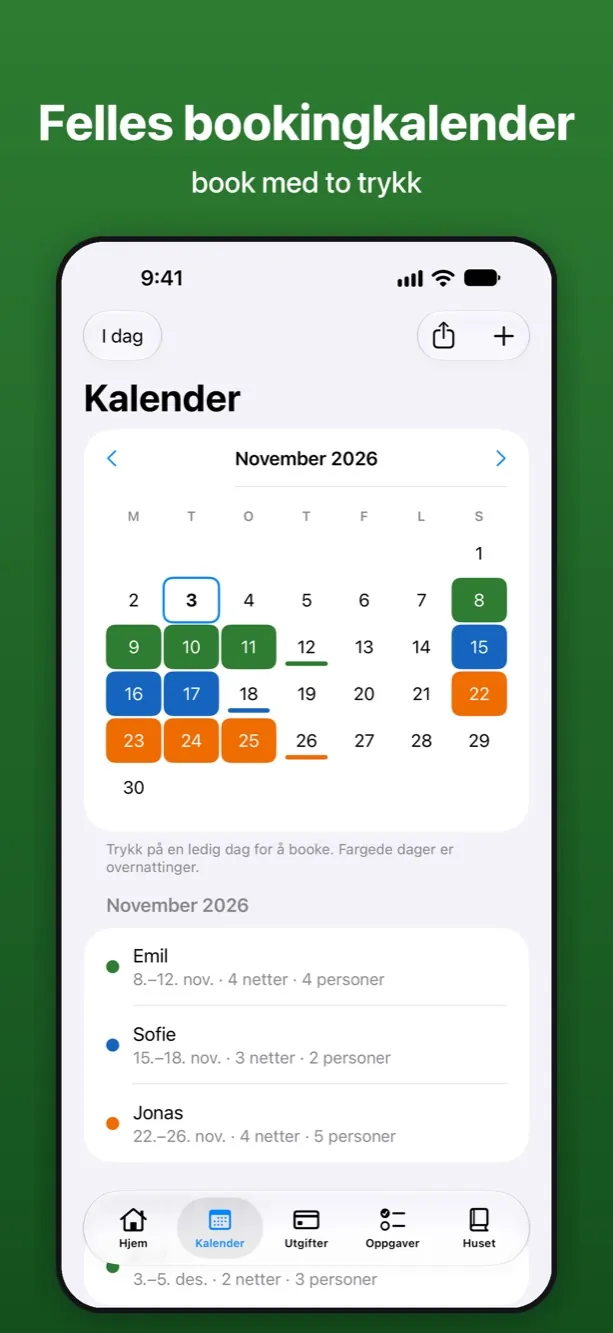 Felles bookingkalender
book med to trykk
9:41
I dag
Kalender
November 2026
M T O T F L S
1
2 3 4 5 6 7 8
9 10 11 12 13 14 15
16 17 18 19 20 21 22
23 24 25 26 27 28 29
30
Trykk på en ledig dag for å booke. Fargede dager er
overnattinger.
November 2026
Emil
8.–12. nov. · 4 netter · 4 personer
Sofie
15.–18. nov. · 3 netter · 2 personer
Jonas
22.–26. nov. · 4 netter · 5 personer
Hjem Kalender Utgifter Oppgaver Huset
3.–5. des. · 2 netter · 3 personer